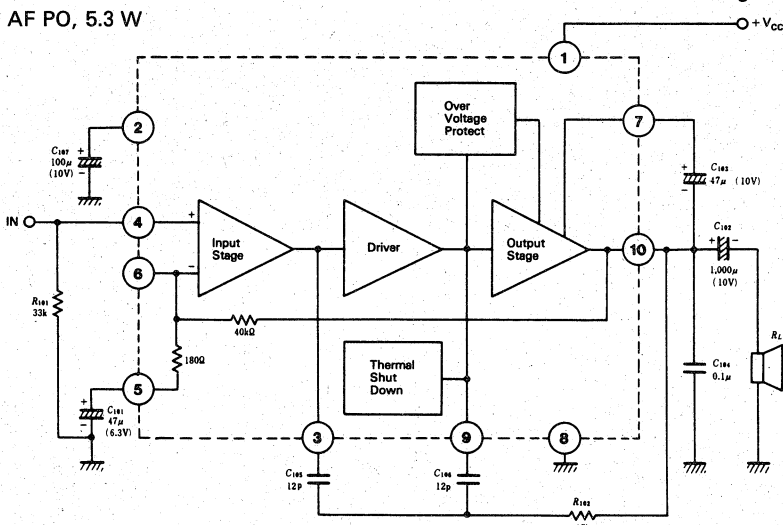 AF PO, 5.3 W
+Vcc
1
2
Over
Voltage
Protect
7
C107
100μ
(10V)
+
-
+
C103
47μ (10V)
-
IN
4
+
-
Input
Stage
Driver
Output
Stage
10
C102
+ -
1,000μ
(10V)
6
R101
33k
40kΩ
180Ω
RL
C104
0.1μ
Thermal
Shut
Down
5
+
C101
47μ
-
(6.3V)
3
9
8
C105
12p
C106
12p
R102